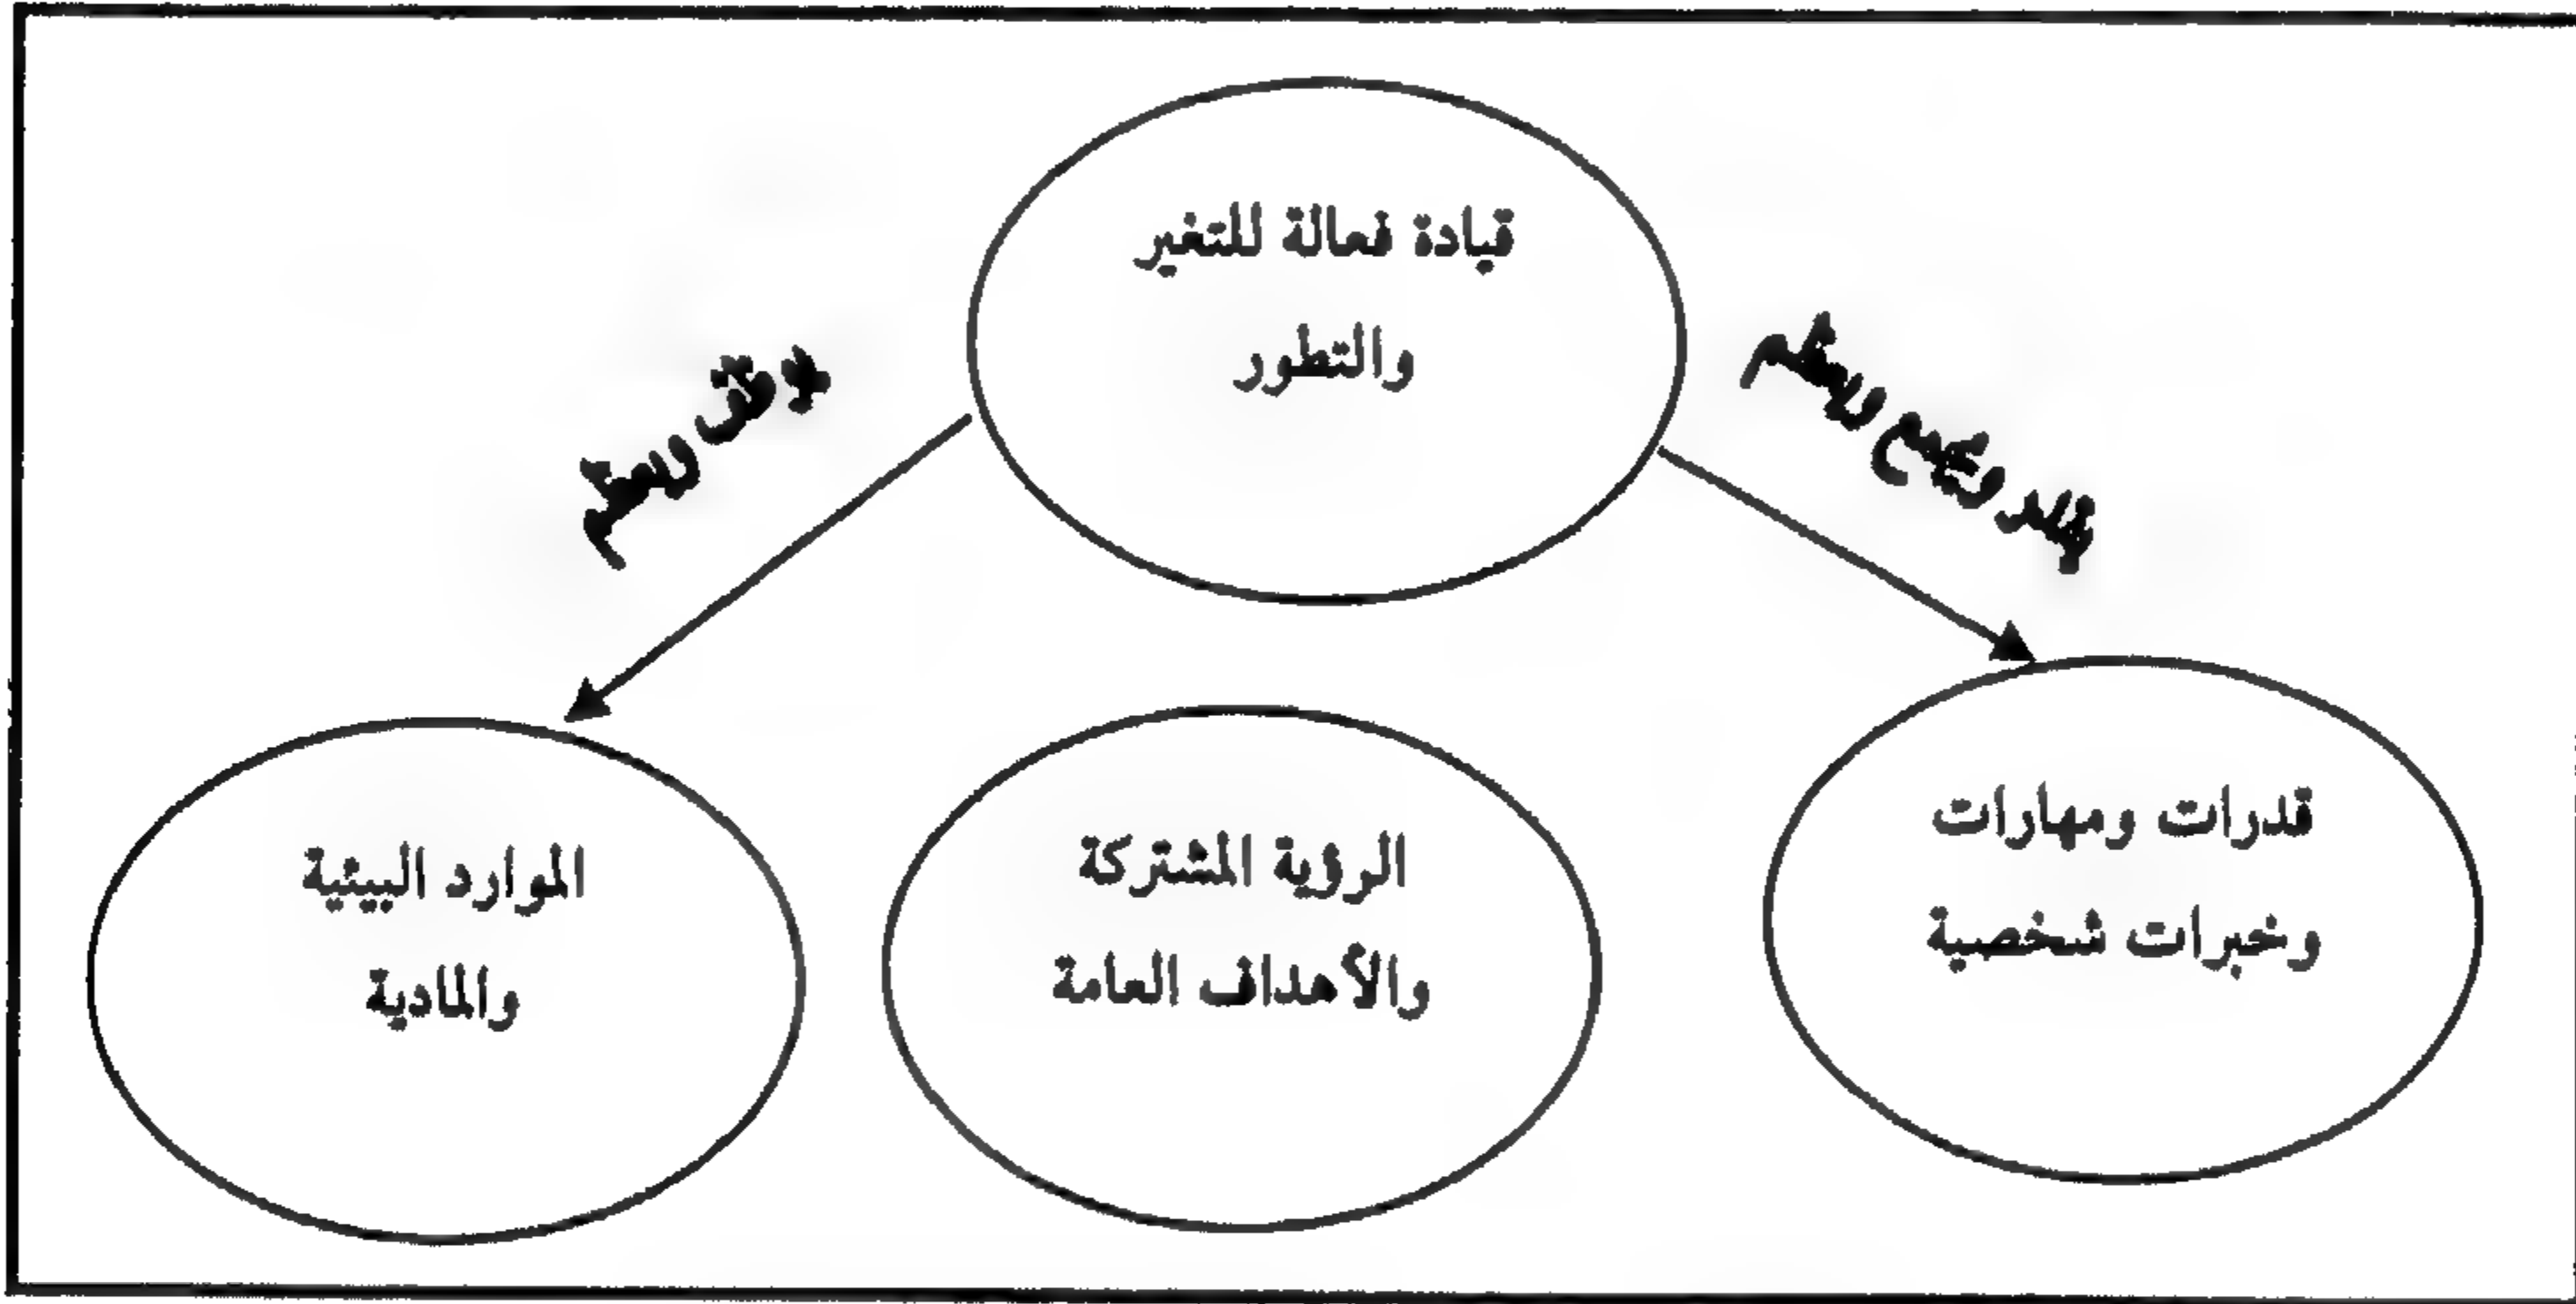 قيادة فعالة للتغير
والتطور
قدرات ومهارات
وخبرات شخصية
الرؤية المشتركة
والأهداف العامة
الموارد البيئية
والمادية